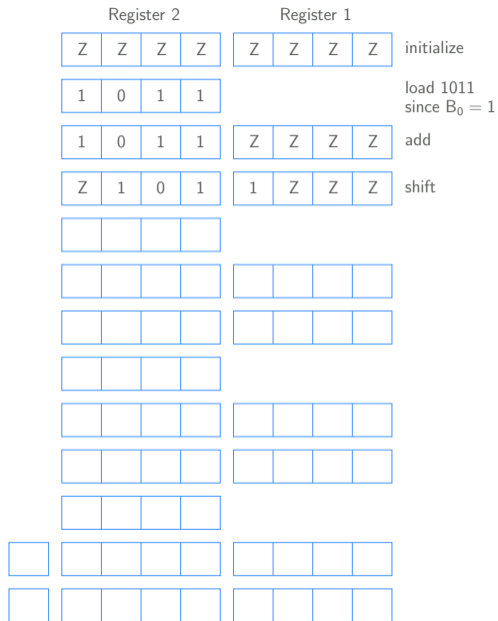 Register 2 Register 1
Z Z Z Z Z Z Z Z initialize
1 0 1 1 load 1011
since B₀ = 1
1 0 1 1 Z Z Z Z add
Z 1 0 1 1 Z Z Z shift